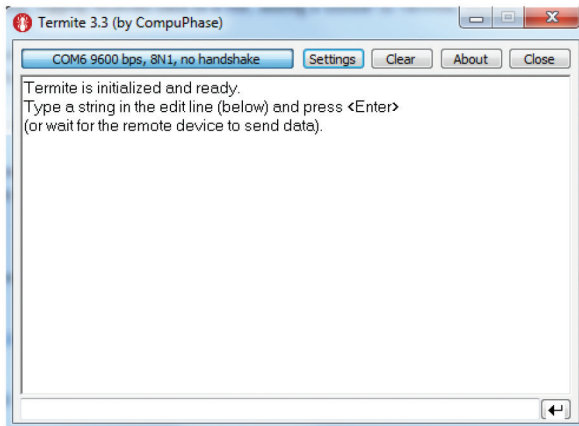 Termite 3.3 (by CompuPhase)
COM6 9600 bps, 8N1, no handshake Settings Clear About Close
Termite is initialized and ready.
Type a string in the edit line (below) and press <Enter>
(or wait for the remote device to send data).